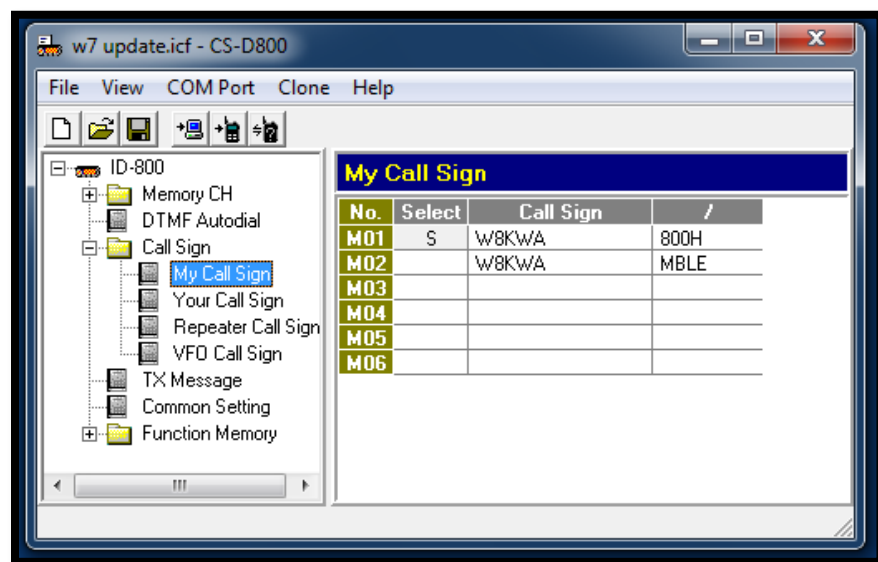 w7 update.icf - CS-D800
File View COM Port Clone Help
ID-800
Memory CH
DTMF Autodial
Call Sign
My Call Sign
Your Call Sign
Repeater Call Sign
VFO Call Sign
TX Message
Common Setting
Function Memory
My Call Sign
No. Select Call Sign /
M01 S W8KWA 800H
M02 W8KWA MBLE
M03
M04
M05
M06